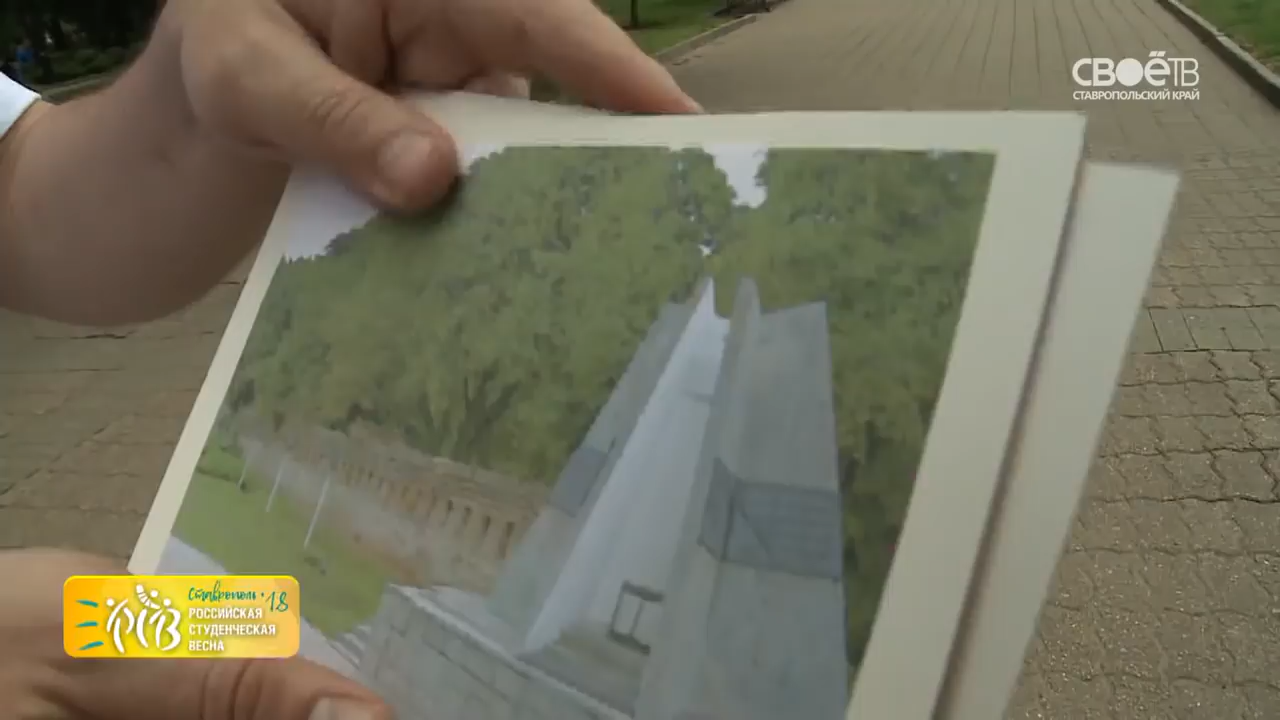 СВОЁТВ
СТАВРОПОЛЬСКИЙ КРАЙ
Ставрополь • 18
РОССИЙСКАЯ
СТУДЕНЧЕСКАЯ
ВЕСНА